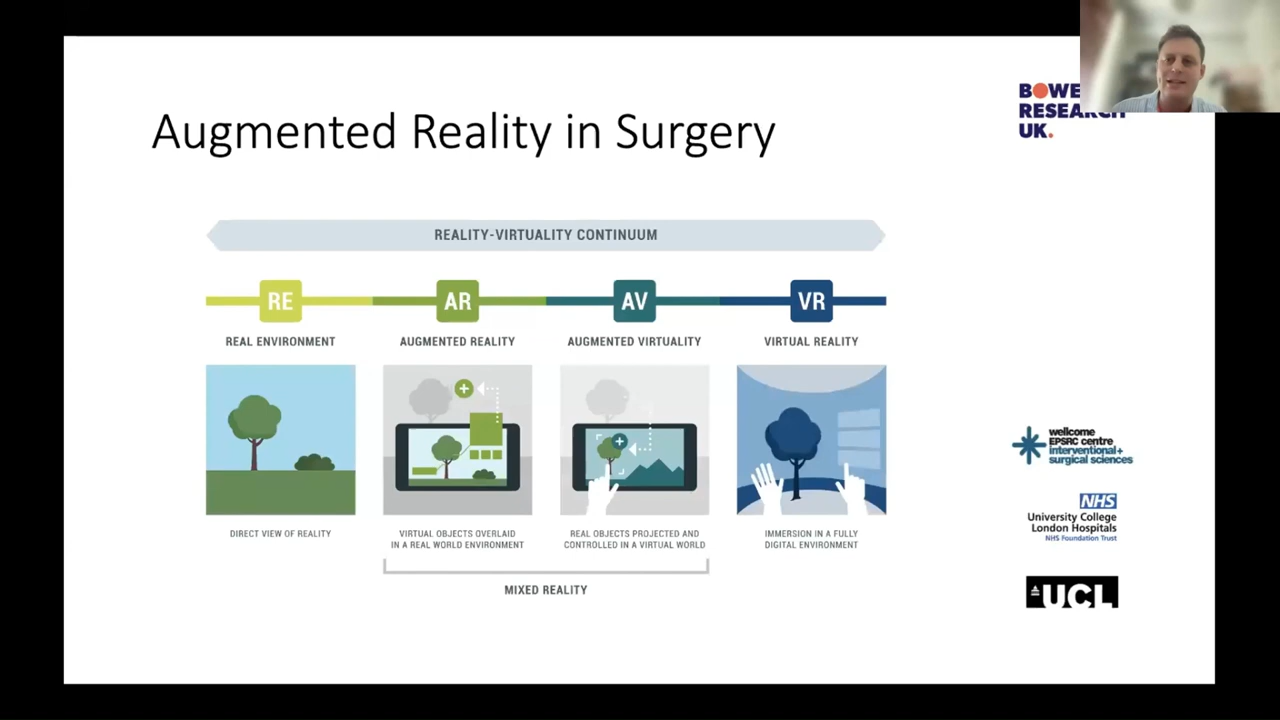 Augmented Reality in Surgery
BOWE
RESEARCH
UK.
REALITY-VIRTUALITY CONTINUUM
RE
AR
AV
VR
REAL ENVIRONMENT
AUGMENTED REALITY
AUGMENTED VIRTUALITY
VIRTUAL REALITY
DIRECT VIEW OF REALITY
VIRTUAL OBJECTS OVERLAID
IN A REAL WORLD ENVIRONMENT
REAL OBJECTS PROJECTED AND
CONTROLLED IN A VIRTUAL WORLD
IMMERSION IN A FULLY
DIGITAL ENVIRONMENT
MIXED REALITY
wellcome
EPSRC centre
interventional+
surgical sciences
NHS
University College
London Hospitals
NHS Foundation Trust
UCL